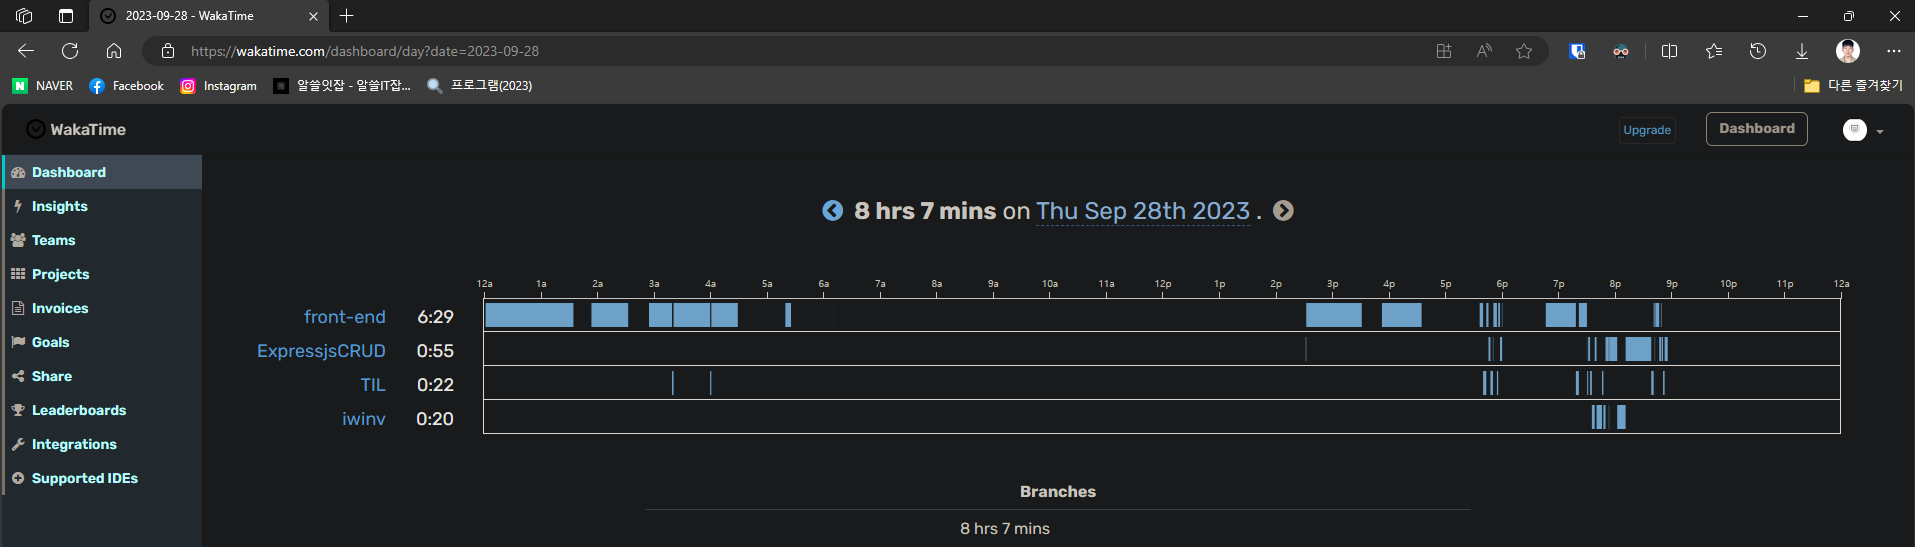 2023-09-28 - WakaTime
https://wakatime.com/dashboard/day?date=2023-09-28
NAVER Facebook Instagram 알쓸잇잡 - 알쓸IT잡... 프로그램(2023) 다른 즐겨찾기
WakaTime Upgrade Dashboard
Dashboard
Insights
Teams
Projects
Invoices
Goals
Share
Leaderboards
Integrations
Supported IDEs
8 hrs 7 mins on Thu Sep 28th 2023 .
12a 1a 2a 3a 4a 5a 6a 7a 8a 9a 10a 11a 12p 1p 2p 3p 4p 5p 6p 7p 8p 9p 10p 11p 12a
front-end 6:29
ExpressjsCRUD 0:55
TIL 0:22
iwinv 0:20
Branches
8 hrs 7 mins